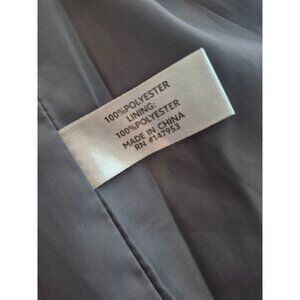 100%POLYESTER
LINING:
100%POLYESTER
MADE IN CHINA
RN #147953